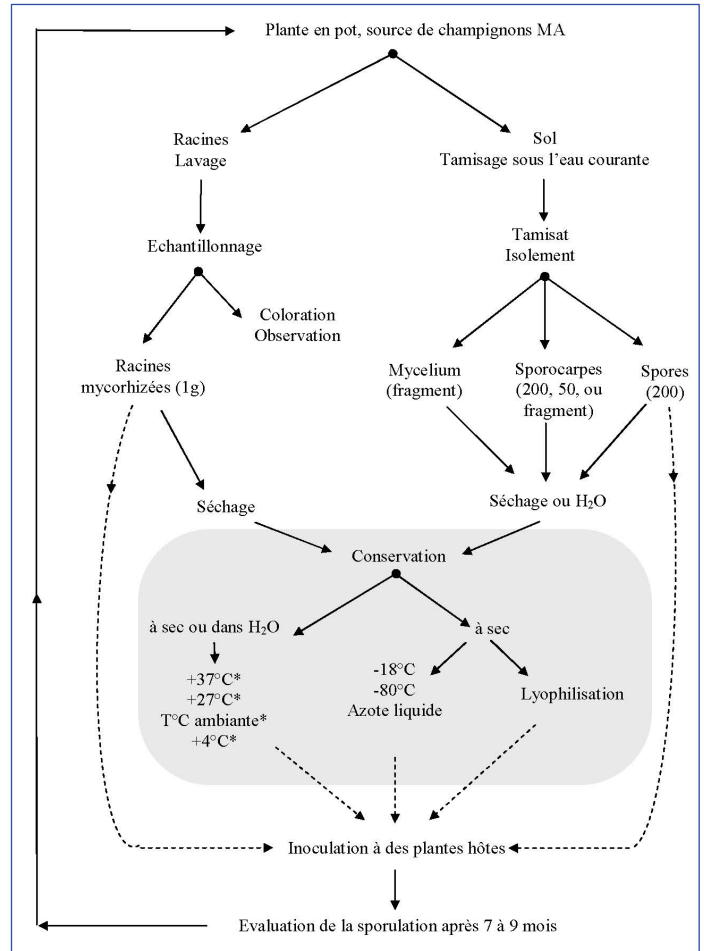 Plante en pot, source de champignons MA
Racines
Lavage
Sol
Tamisage sous l'eau courante
Echantillonnage
Tamisat
Isolement
Coloration
Observation
Racines
mycorhizées (1g)
Mycelium
(fragment)
Sporocarpes
(200, 50, ou
fragment)
Spores
(200)
Séchage
Séchage ou H₂O
Conservation
à sec ou dans H₂O
à sec
+37°C*
+27°C*
T°C ambiante*
+4°C*
-18°C
-80°C
Azote liquide
Lyophilisation
Inoculation à des plantes hôtes
Evaluation de la sporulation après 7 à 9 mois